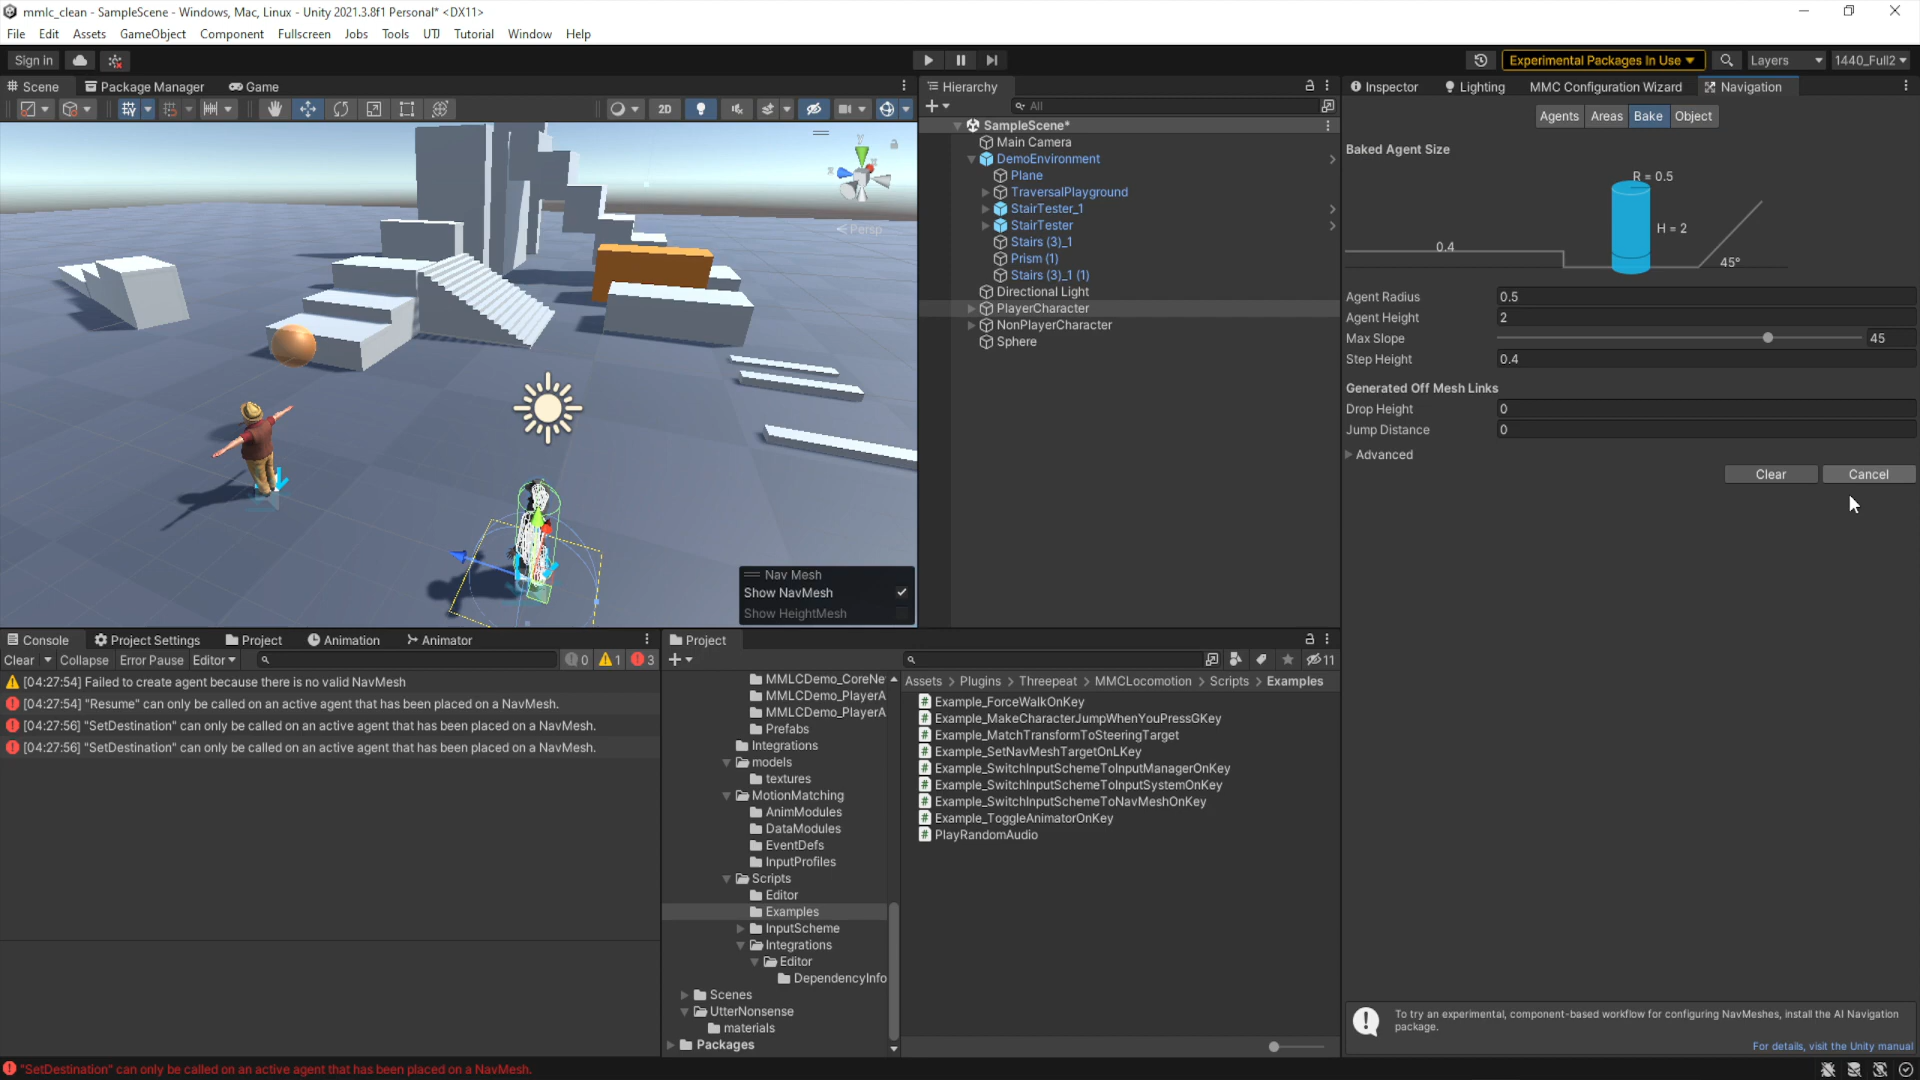 mmlc_clean - SampleScene - Windows, Mac, Linux - Unity 2021.3.8f1 Personal* <DX11>
File Edit Assets GameObject Component Fullscreen Jobs Tools UTJ Tutorial Window Help
Sign in
Experimental Packages In Use
Layers
1440_Full2
Scene
Package Manager
Game
2D
Persp
Nav Mesh
Show NavMesh
Show HeightMesh
Hierarchy
All
SampleScene*
Main Camera
DemoEnvironment
Plane
TraversalPlayground
StairTester_1
StairTester
Stairs (3)_1
Prism (1)
Stairs (3)_1 (1)
Directional Light
PlayerCharacter
NonPlayerCharacter
Sphere
Inspector
Lighting
MMC Configuration Wizard
Navigation
Agents Areas Bake Object
Baked Agent Size
R = 0.5
H = 2
0.4
45°
Agent Radius 0.5
Agent Height 2
Max Slope 45
Step Height 0.4
Generated Off Mesh Links
Drop Height 0
Jump Distance 0
Advanced
Clear Cancel
To try an experimental, component-based workflow for configuring NavMeshes, install the AI Navigation
package.
For details, visit the Unity manual
Console
Project Settings
Project
Animation
Animator
Clear Collapse Error Pause Editor
0 1 3
[04:27:54] Failed to create agent because there is no valid NavMesh
[04:27:54] "Resume" can only be called on an active agent that has been placed on a NavMesh.
[04:27:56] "SetDestination" can only be called on an active agent that has been placed on a NavMesh.
[04:27:56] "SetDestination" can only be called on an active agent that has been placed on a NavMesh.
Project
11
MMLCDemo_CoreNe
MMLCDemo_PlayerA
MMLCDemo_PlayerA
Prefabs
Integrations
models
textures
MotionMatching
AnimModules
DataModules
EventDefs
InputProfiles
Scripts
Editor
Examples
InputScheme
Integrations
Editor
DependencyInfo
Scenes
UtterNonsense
materials
Packages
Assets > Plugins > Threepeat > MMCLocomotion > Scripts > Examples
Example_ForceWalkOnKey
Example_MakeCharacterJumpWhenYouPressGKey
Example_MatchTransformToSteeringTarget
Example_SetNavMeshTargetOnLKey
Example_SwitchInputSchemeToInputManagerOnKey
Example_SwitchInputSchemeToInputSystemOnKey
Example_SwitchInputSchemeToNavMeshOnKey
Example_ToggleAnimatorOnKey
PlayRandomAudio
"SetDestination" can only be called on an active agent that has been placed on a NavMesh.